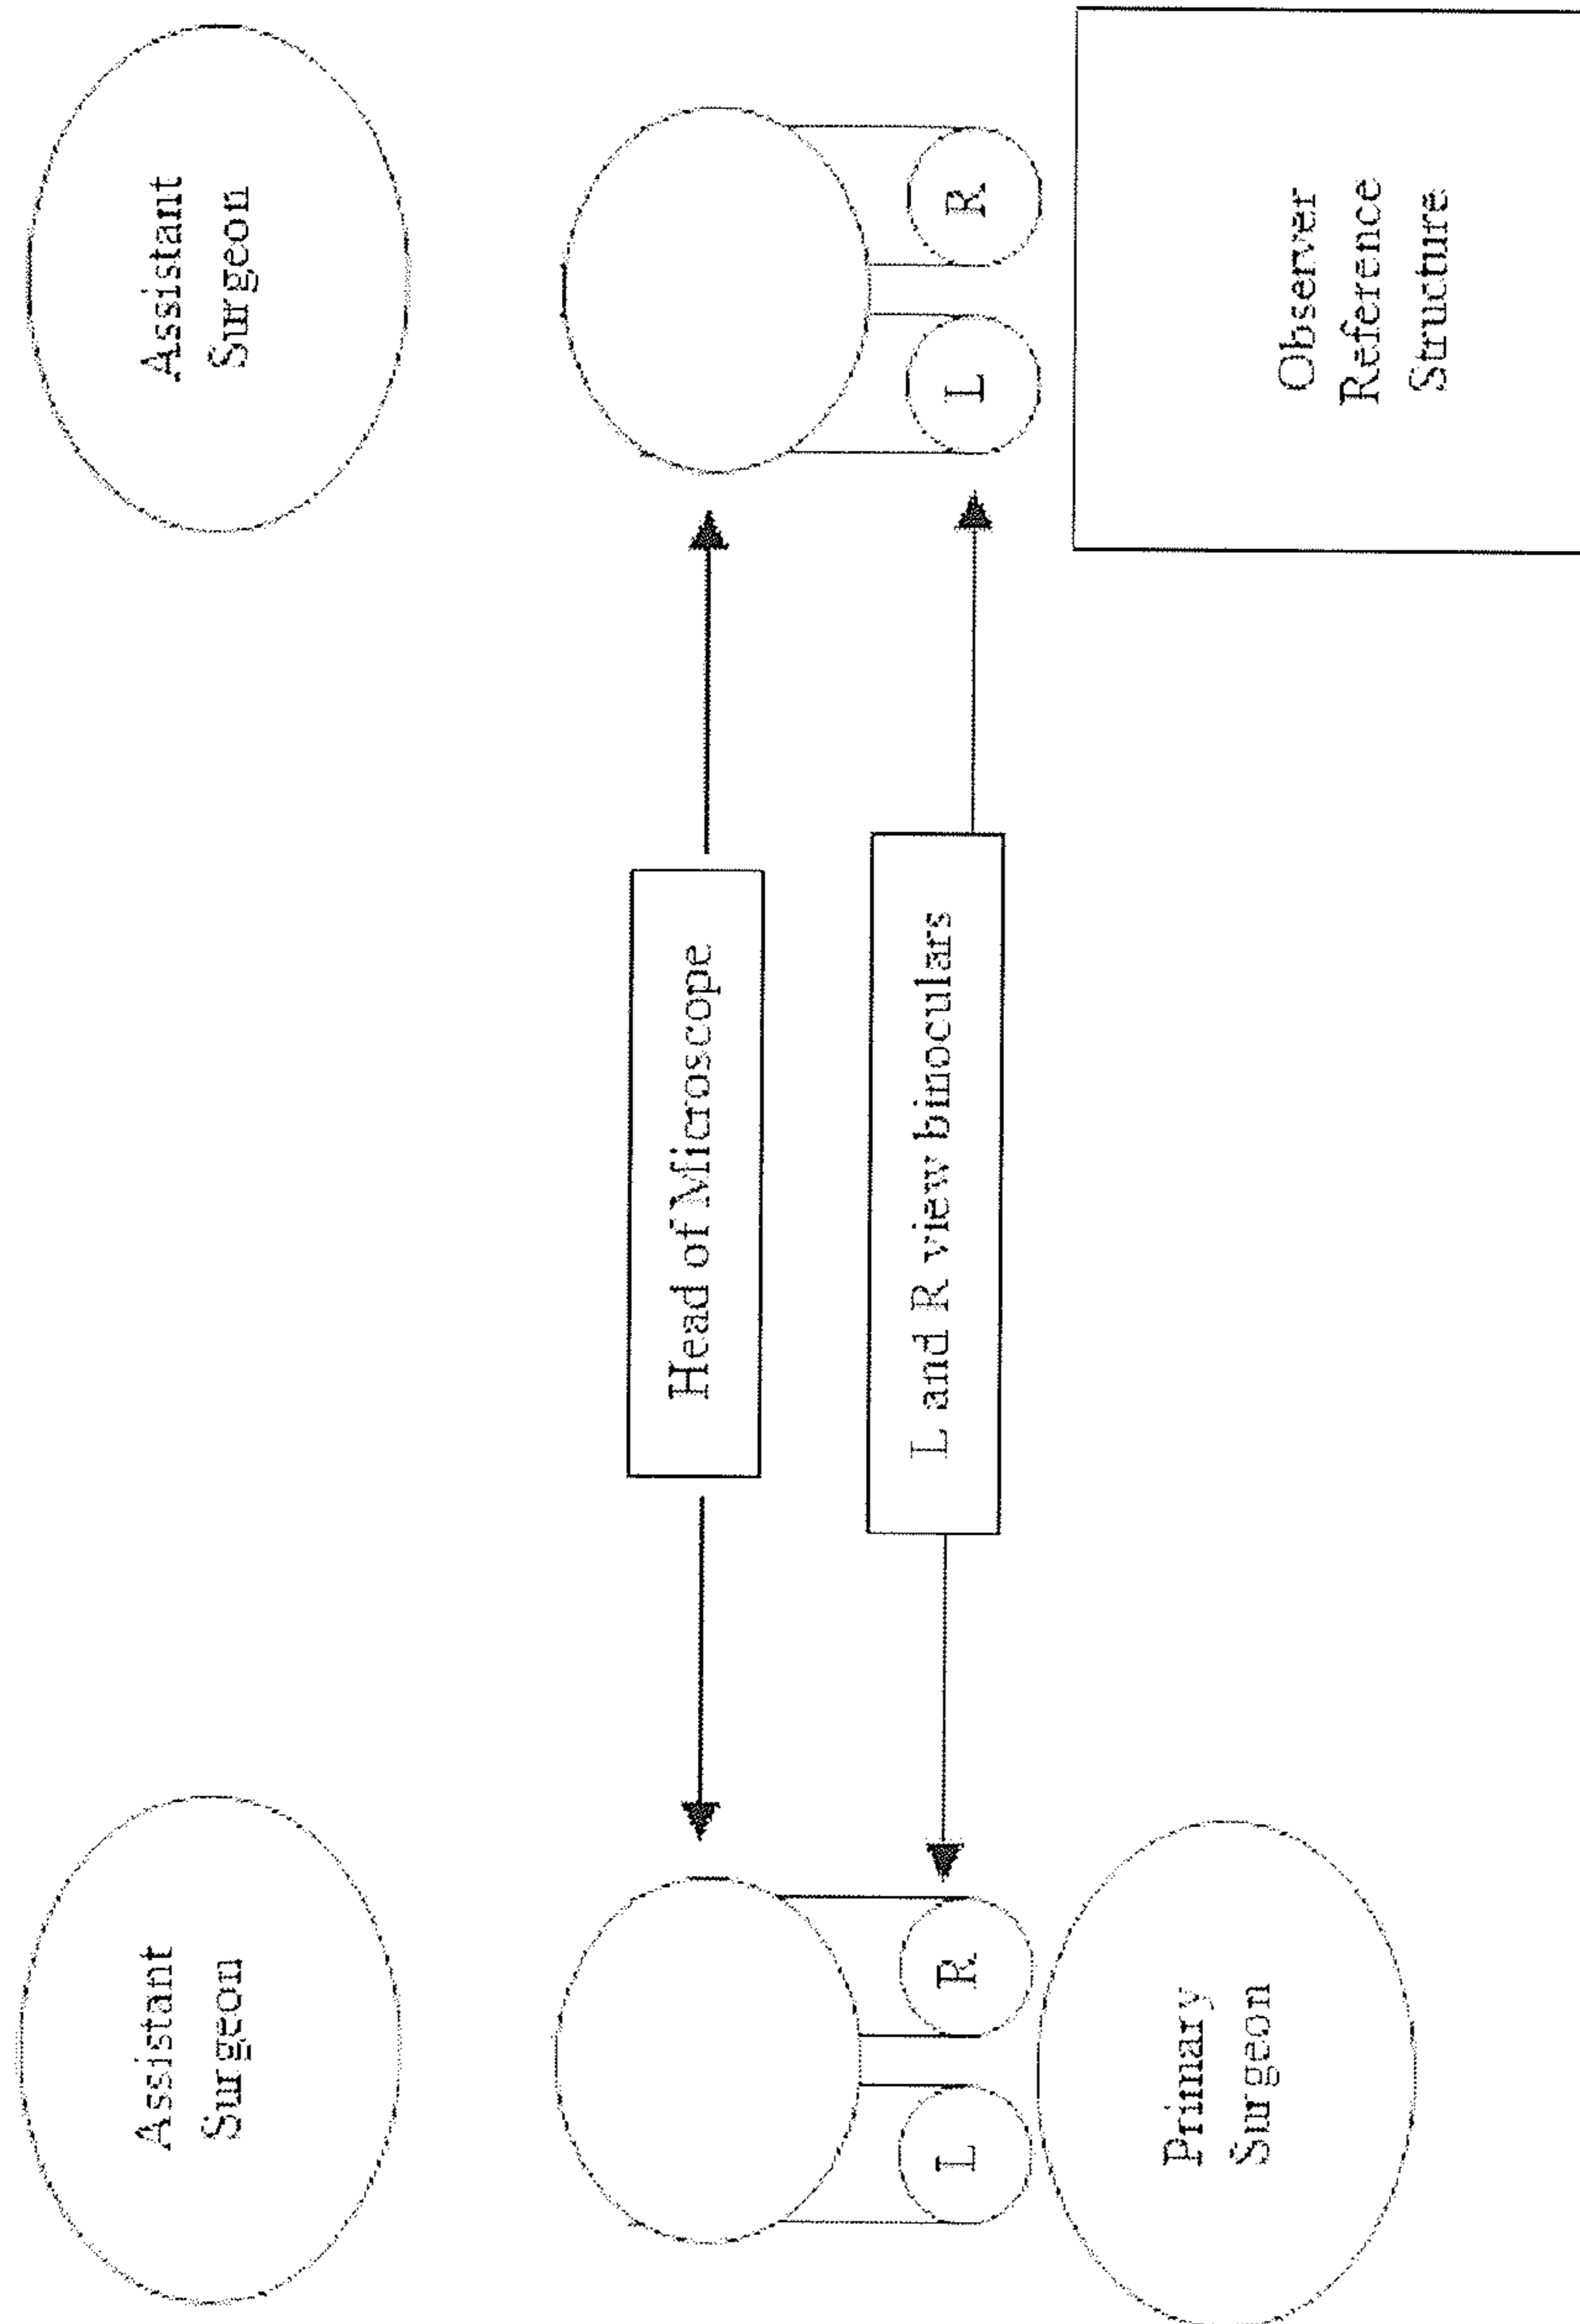 Assistant
Surgeon
L
R
Primary
Surgeon
Head of Microscope
L and R view binoculars
Assistant
Surgeon
L
R
Observer
Reference
Structure